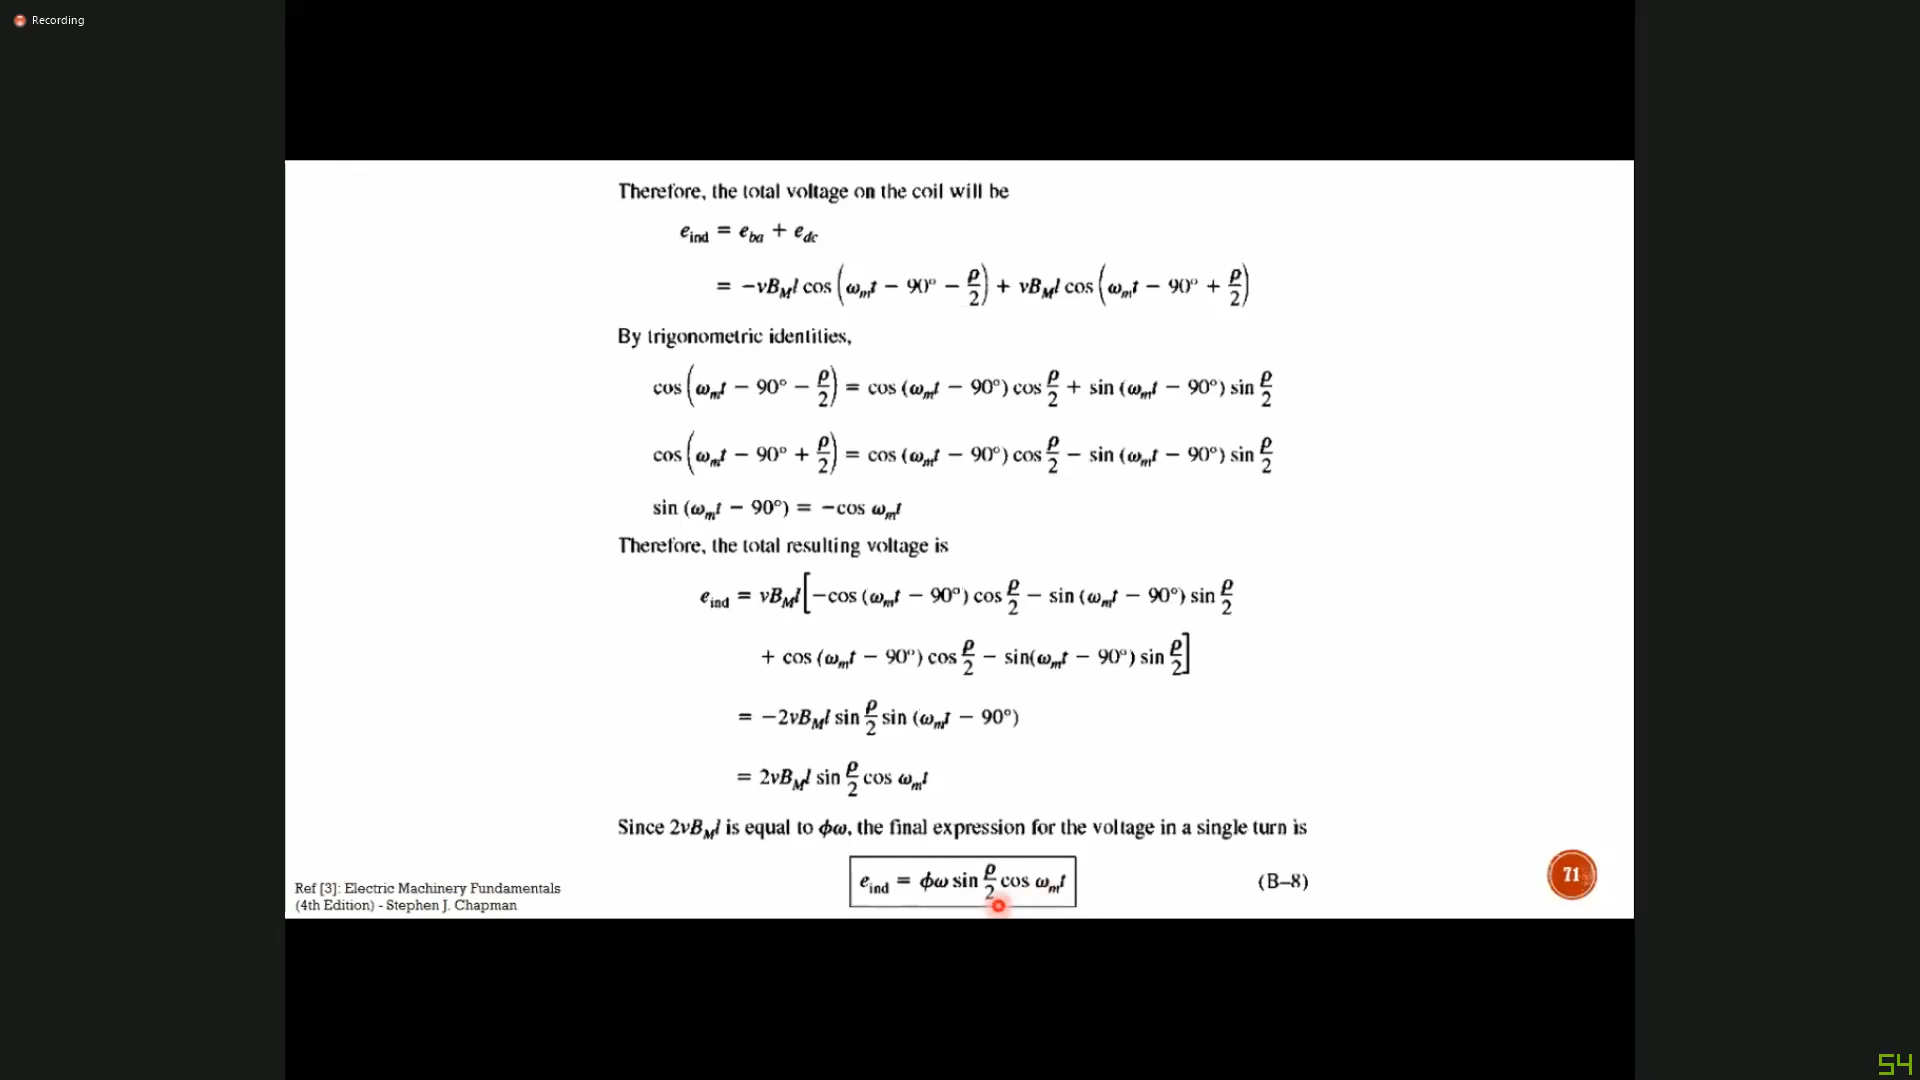 Recording
Therefore, the total voltage on the coil will be
e_ind = e_ba + e_dc
= −vB_M l cos (ω_m t − 90° − ρ/2) + vB_M l cos (ω_m t − 90° + ρ/2)
By trigonometric identities,
cos (ω_m t − 90° − ρ/2) = cos (ω_m t − 90°) cos ρ/2 + sin (ω_m t − 90°) sin ρ/2
cos (ω_m t − 90° + ρ/2) = cos (ω_m t − 90°) cos ρ/2 − sin (ω_m t − 90°) sin ρ/2
sin (ω_m t − 90°) = −cos ω_m t
Therefore, the total resulting voltage is
e_ind = vB_M l [−cos (ω_m t − 90°) cos ρ/2 − sin (ω_m t − 90°) sin ρ/2
+ cos (ω_m t − 90°) cos ρ/2 − sin(ω_m t − 90°) sin ρ/2]
= −2vB_M l sin ρ/2 sin (ω_m t − 90°)
= 2vB_M l sin ρ/2 cos ω_m t
Since 2vB_M l is equal to ϕω, the final expression for the voltage in a single turn is
e_ind = ϕω sin ρ/2 cos ω_m t (B–8)
Ref [3]: Electric Machinery Fundamentals
(4th Edition) - Stephen J. Chapman
71
54